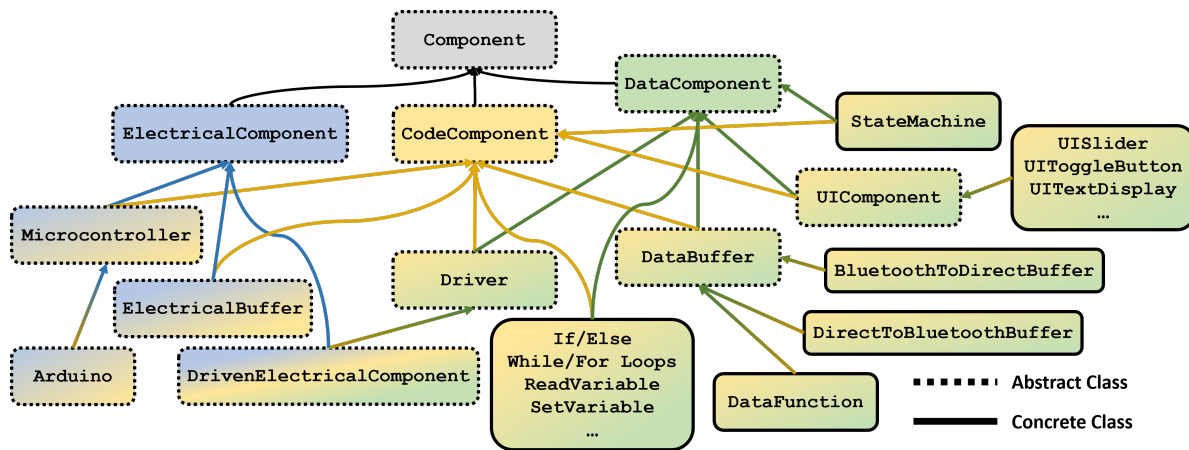 Component
DataComponent
ElectricalComponent
CodeComponent
StateMachine
UISlider
UIToggleButton
UITextDisplay
…
UIComponent
Microcontroller
DataBuffer
Driver
BluetoothToDirectBuffer
ElectricalBuffer
DirectToBluetoothBuffer
If/Else
While/For Loops
ReadVariable
SetVariable
…
Arduino
DrivenElectricalComponent
DataFunction
Abstract Class
Concrete Class